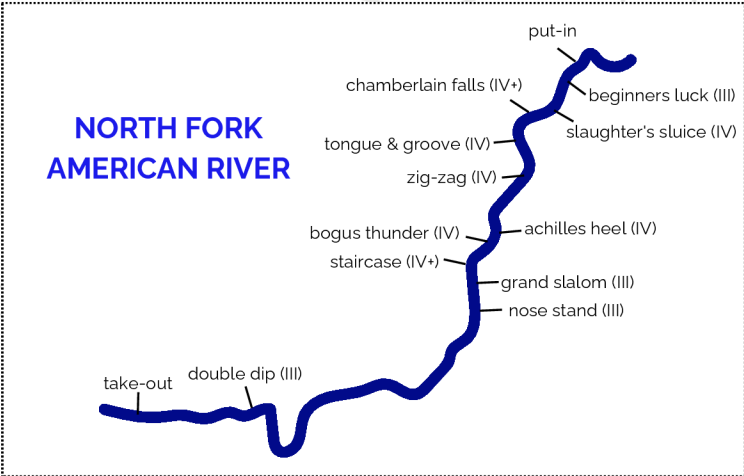 put-in
chamberlain falls (IV+)
beginners luck (III)
NORTH FORK
AMERICAN RIVER
slaughter's sluice (IV)
tongue & groove (IV)
zig-zag (IV)
bogus thunder (IV)
achilles heel (IV)
staircase (IV+)
grand slalom (III)
nose stand (III)
double dip (III)
take-out